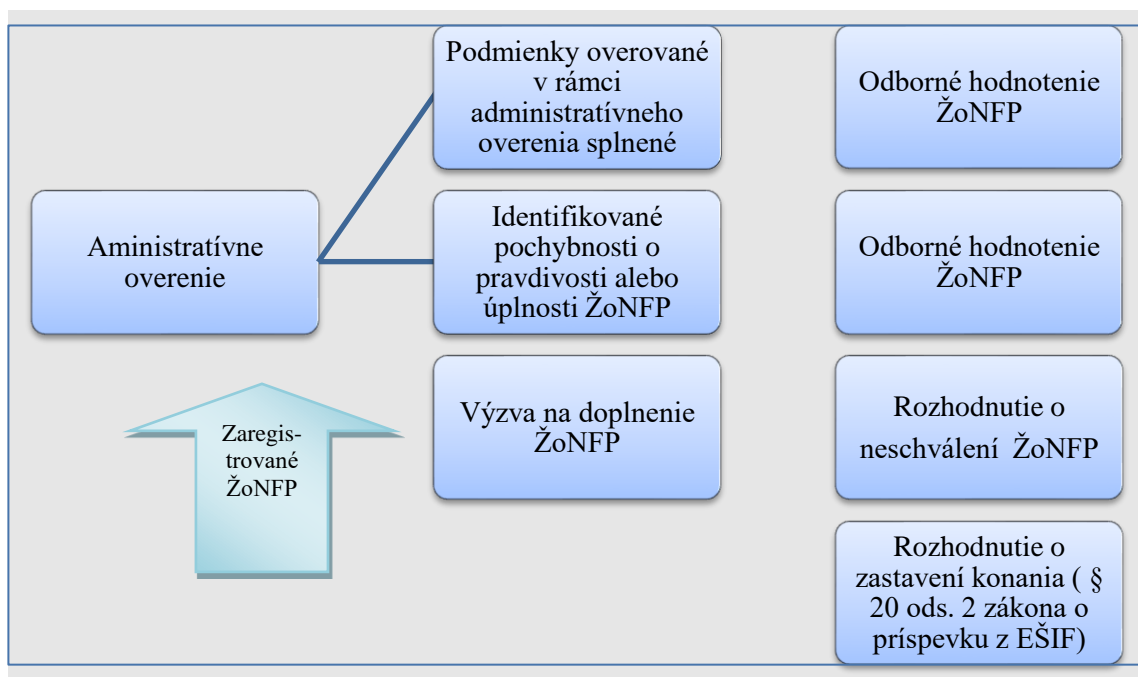 Podmienky overované
v rámci
administratívneho
overenia splnené
Odborné hodnotenie
ŽoNFP
Aministratívne
overenie
Identifikované
pochybnosti o
pravdivosti alebo
úplnosti ŽoNFP
Odborné hodnotenie
ŽoNFP
Zaregis-
trované
ŽoNFP
Výzva na doplnenie
ŽoNFP
Rozhodnutie o
neschválení ŽoNFP
Rozhodnutie o
zastavení konania ( §
20 ods. 2 zákona o
príspevku z EŠIF)